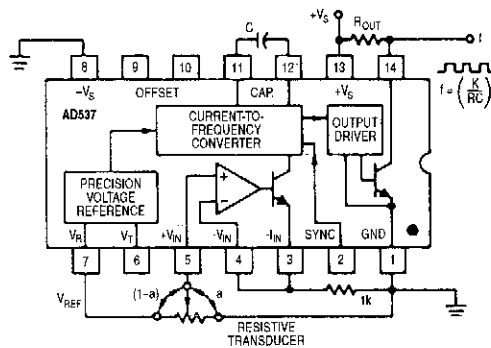 +VS
ROUT
f
C
8
9
10
11
12
13
14
f = (K/RC)
-VS
OFFSET
CAP.
+VS
AD537
CURRENT-TO-
FREQUENCY
CONVERTER
OUTPUT
DRIVER
PRECISION
VOLTAGE
REFERENCE
+
-
VR
VT
+VIN
-VIN
-IIN
SYNC
GND
7
6
5
4
3
2
1
VREF
(1-a)
a
1k
RESISTIVE
TRANSDUCER